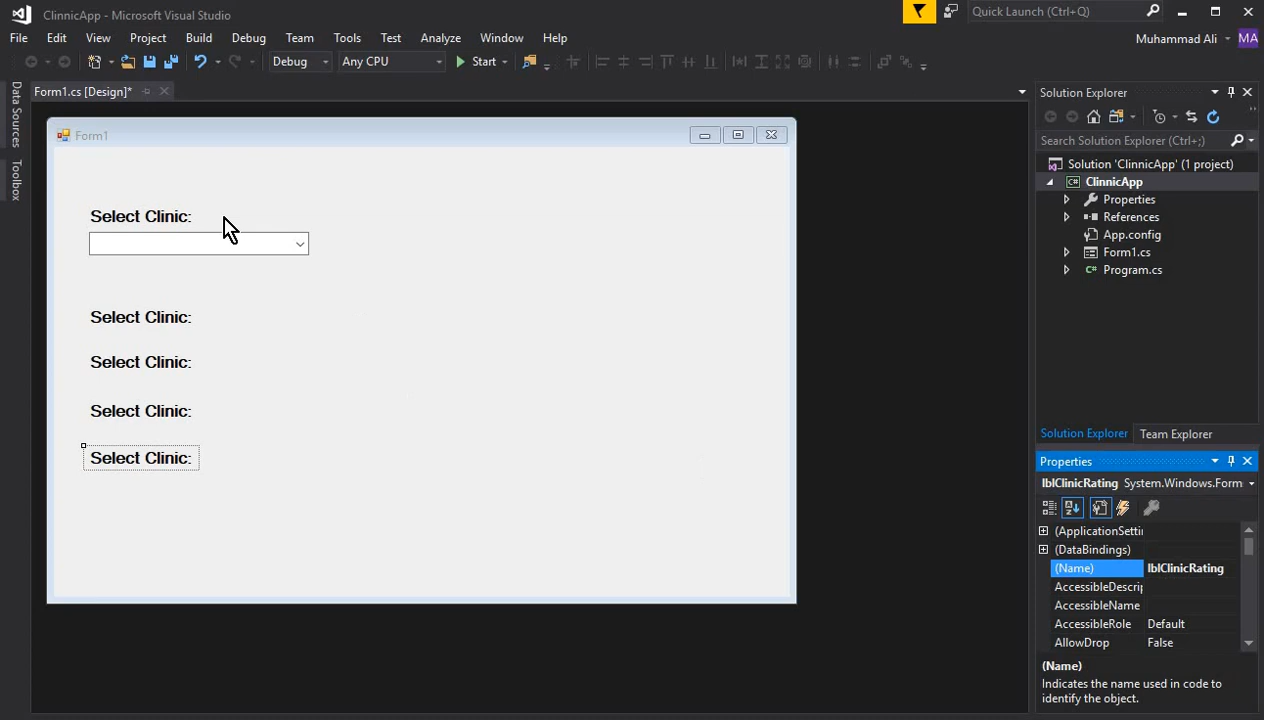 ClinnicApp - Microsoft Visual Studio
Quick Launch (Ctrl+Q)
File Edit View Project Build Debug Team Tools Test Analyze Window Help
Muhammad Ali MA
Debug Any CPU Start
Data Sources
Toolbox
Form1.cs [Design]*
Form1
Select Clinic:
Select Clinic:
Select Clinic:
Select Clinic:
Select Clinic:
Solution Explorer
Search Solution Explorer (Ctrl+;)
Solution 'ClinnicApp' (1 project)
C# ClinnicApp
Properties
References
App.config
Form1.cs
C# Program.cs
Solution Explorer Team Explorer
Properties
lblClinicRating System.Windows.Form
(ApplicationSetti
(DataBindings)
(Name) lblClinicRating
AccessibleDescrip
AccessibleName
AccessibleRole Default
AllowDrop False
(Name)
Indicates the name used in code to
identify the object.